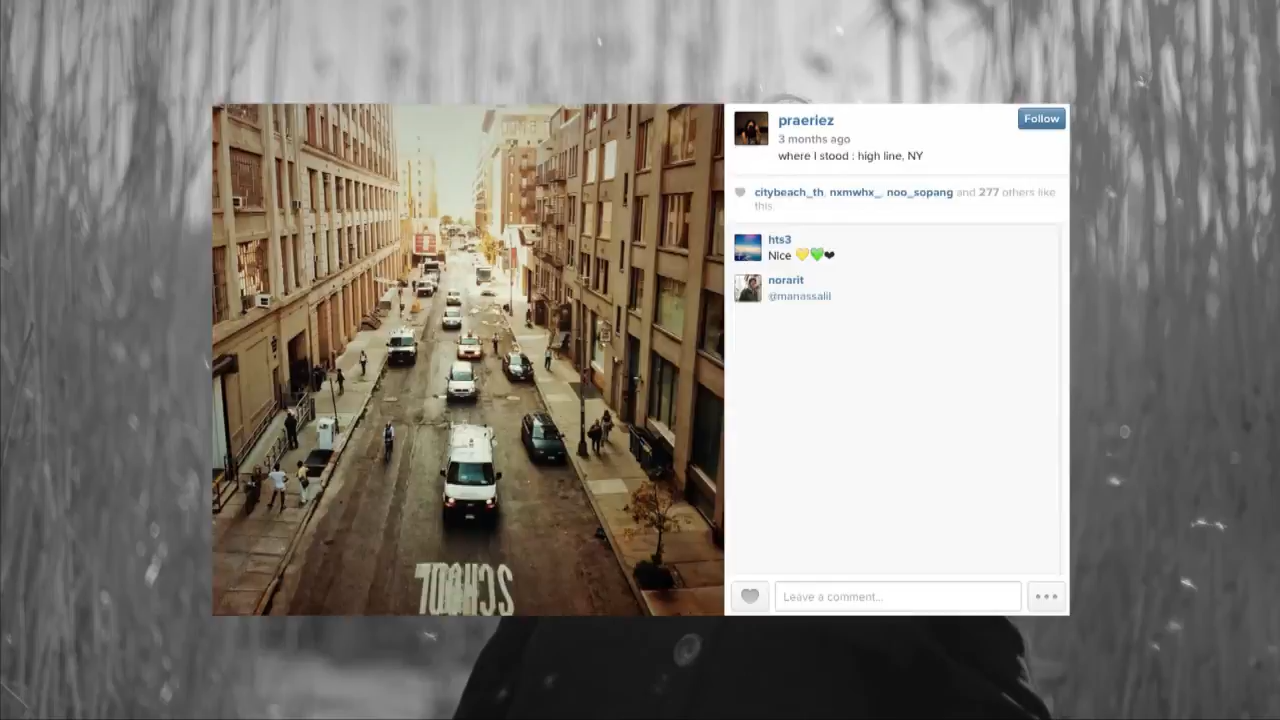 praeriez
Follow
3 months ago
where I stood : high line, NY
citybeach_th, nxmwhx_, noo_sopang and 277 others like
this.
hts3
Nice 💛💚❤
norarit
@manassalil
Leave a comment...
SCHOOL